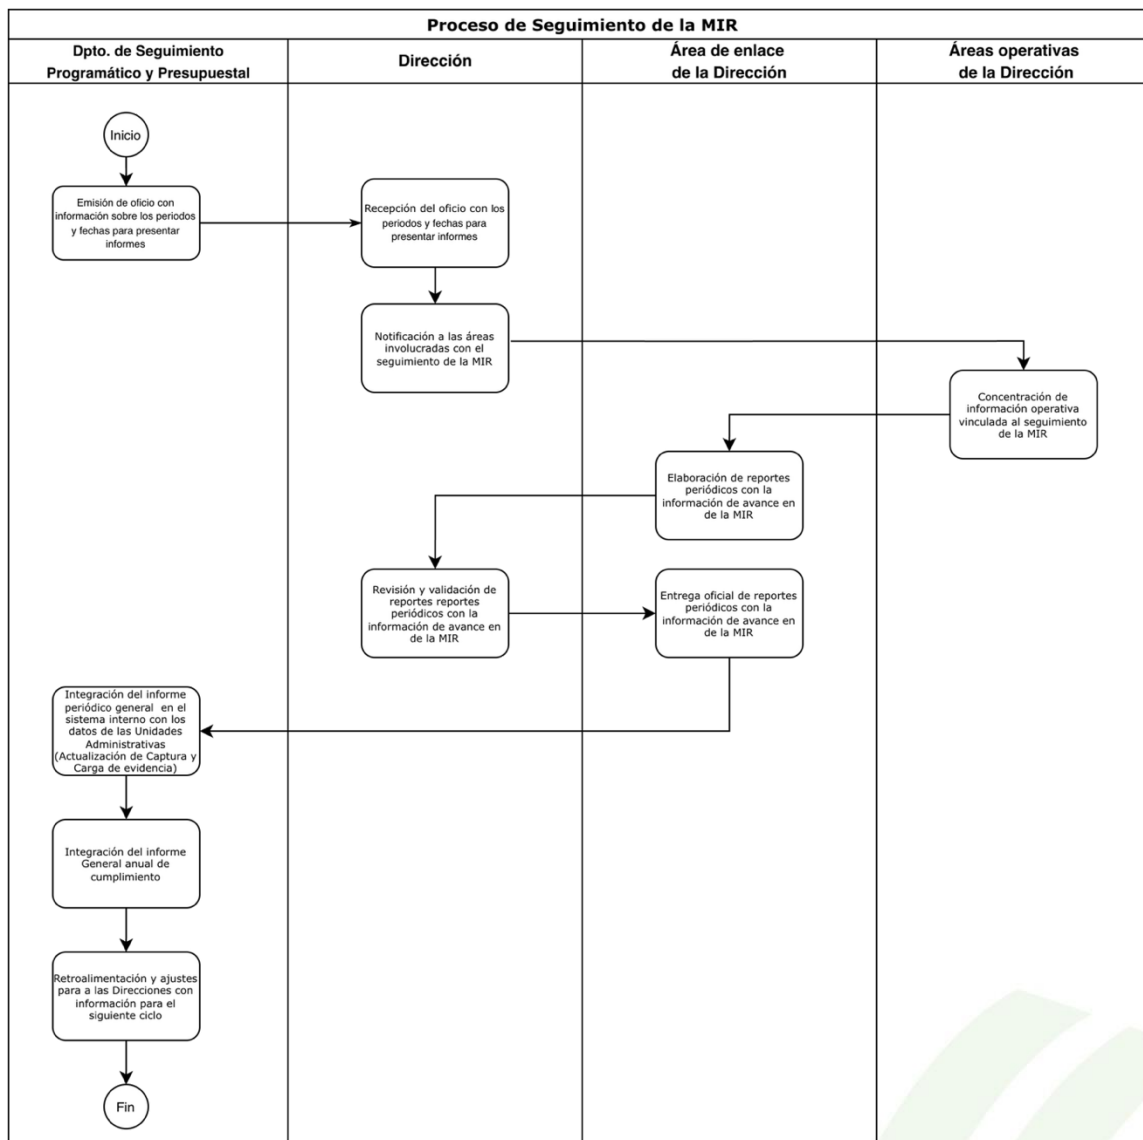 Proceso de Seguimiento de la MIR
Dpto. de Seguimiento
Programático y Presupuestal
Dirección
Área de enlace
de la Dirección
Áreas operativas
de la Dirección
Inicio
Emisión de oficio con
información sobre los periodos
y fechas para presentar
informes
Recepción del oficio con los
periodos y fechas para
presentar informes
Notificación a las áreas
involucradas con el
seguimiento de la MIR
Concentración de
información operativa
vinculada al seguimiento
de la MIR
Elaboración de reportes
periódicos con la
información de avance en
de la MIR
Revisión y validación de
reportes reportes
periódicos con la
información de avance en
de la MIR
Entrega oficial de reportes
periódicos con la
información de avance en
de la MIR
Integración del informe
periódico general en el
sistema interno con los
datos de las Unidades
Administrativas
(Actualización de Captura y
Carga de evidencia)
Integración del informe
General anual de
cumplimiento
Retroalimentación y ajustes
para a las Direcciones con
información para el
siguiente ciclo
Fin